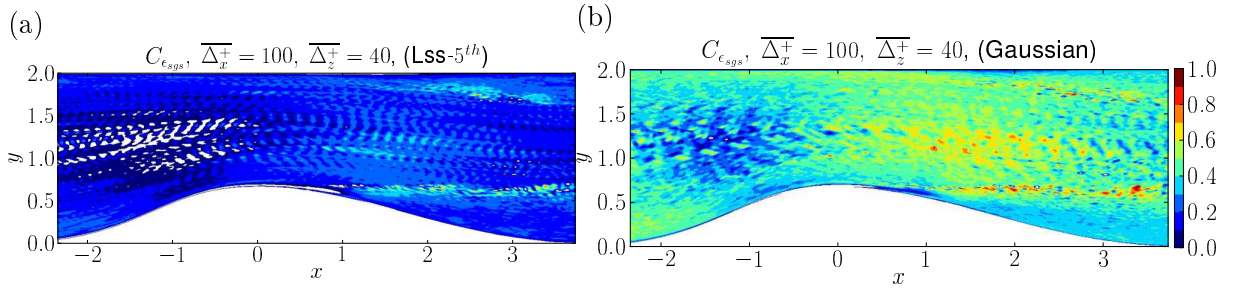 (a)
C_{ϵ_{sgs}}, \overline{Δ_x^+} = 100, \overline{Δ_z^+} = 40, (Lss-5^{th})
2.0
1.5
y
1.0
0.5
0.0
−2 −1 0 1 2 3
x
(b)
C_{ϵ_{sgs}}, \overline{Δ_x^+} = 100, \overline{Δ_z^+} = 40, (Gaussian)
2.0
1.5
y
1.0
0.5
0.0
−2 −1 0 1 2 3
x
1.0
0.8
0.6
0.4
0.2
0.0